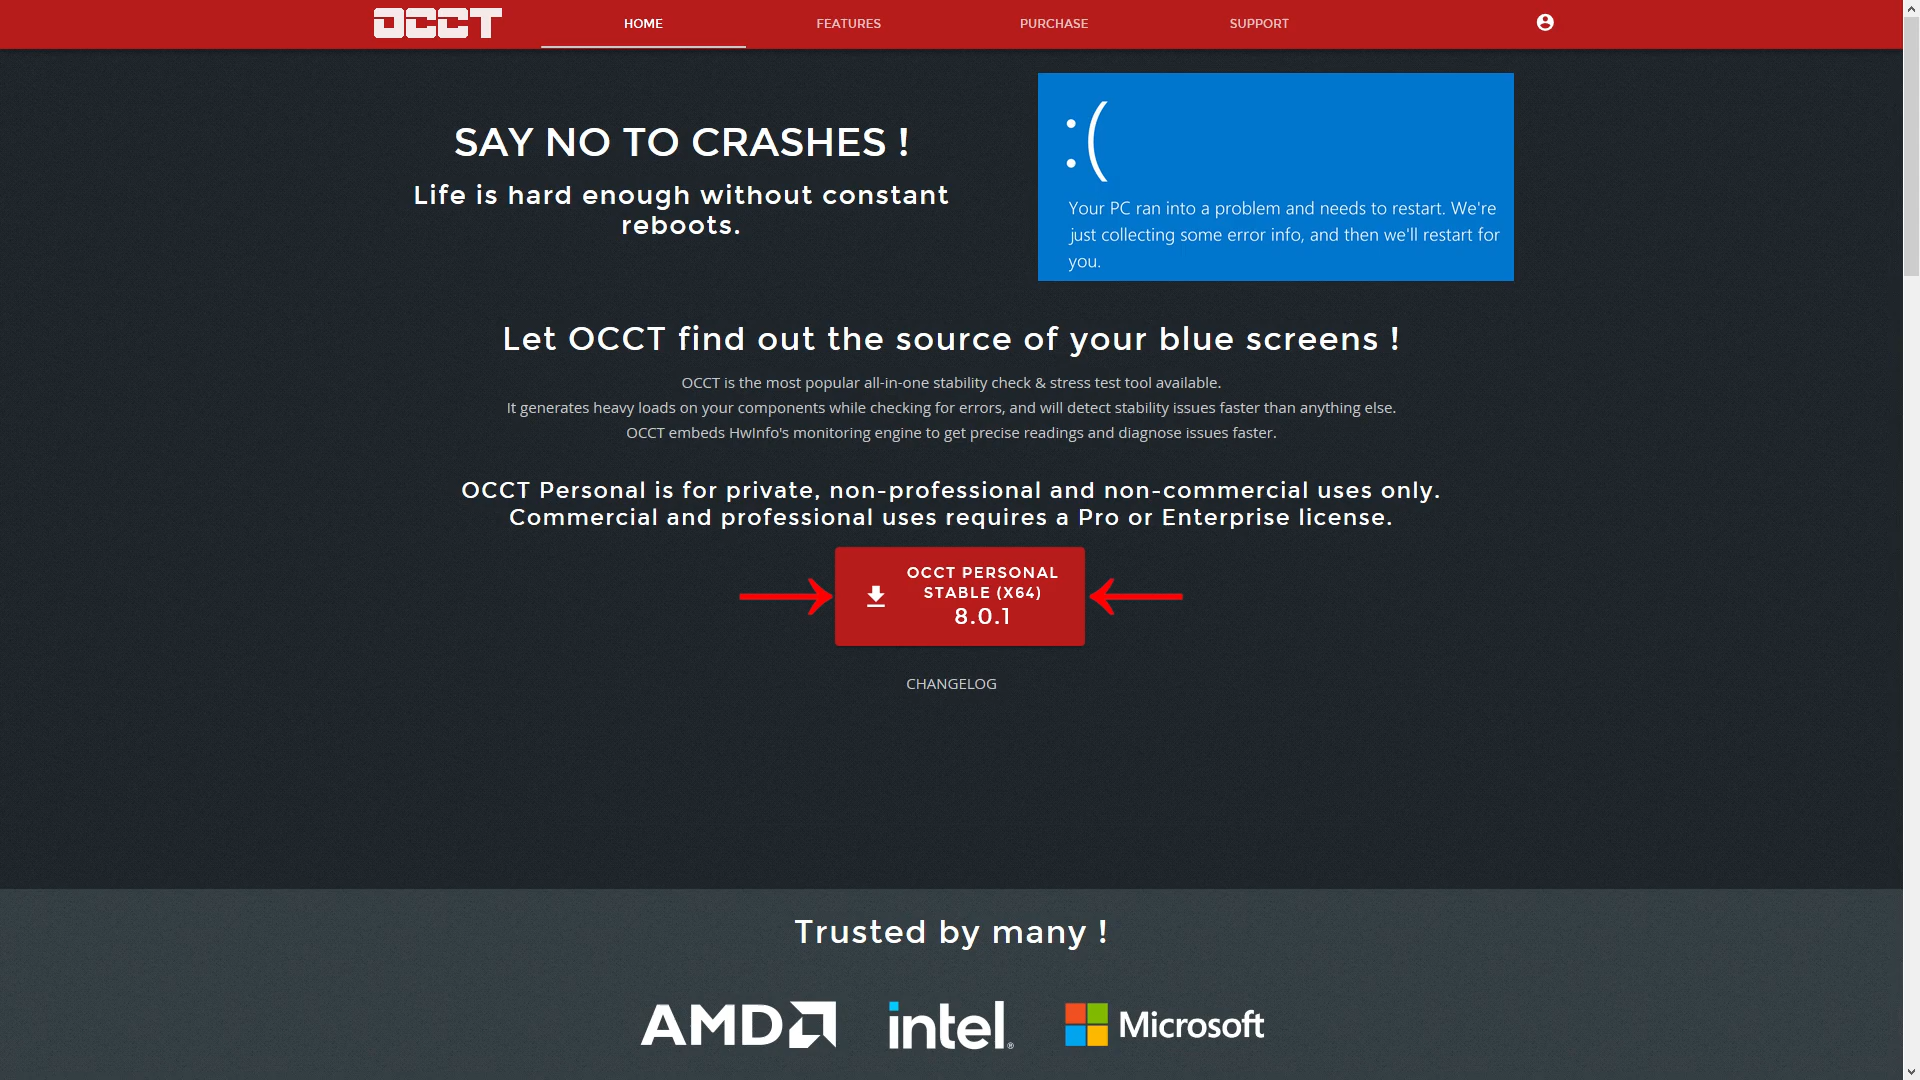 OCCT
HOME
FEATURES
PURCHASE
SUPPORT
SAY NO TO CRASHES !
Life is hard enough without constant
reboots.
:(
Your PC ran into a problem and needs to restart. We're
just collecting some error info, and then we'll restart for
you.
Let OCCT find out the source of your blue screens !
OCCT is the most popular all-in-one stability check & stress test tool available.
It generates heavy loads on your components while checking for errors, and will detect stability issues faster than anything else.
OCCT embeds HwInfo's monitoring engine to get precise readings and diagnose issues faster.
OCCT Personal is for private, non-professional and non-commercial uses only.
Commercial and professional uses requires a Pro or Enterprise license.
OCCT PERSONAL
STABLE (X64)
8.0.1
CHANGELOG
Trusted by many !
AMD
intel®
Microsoft